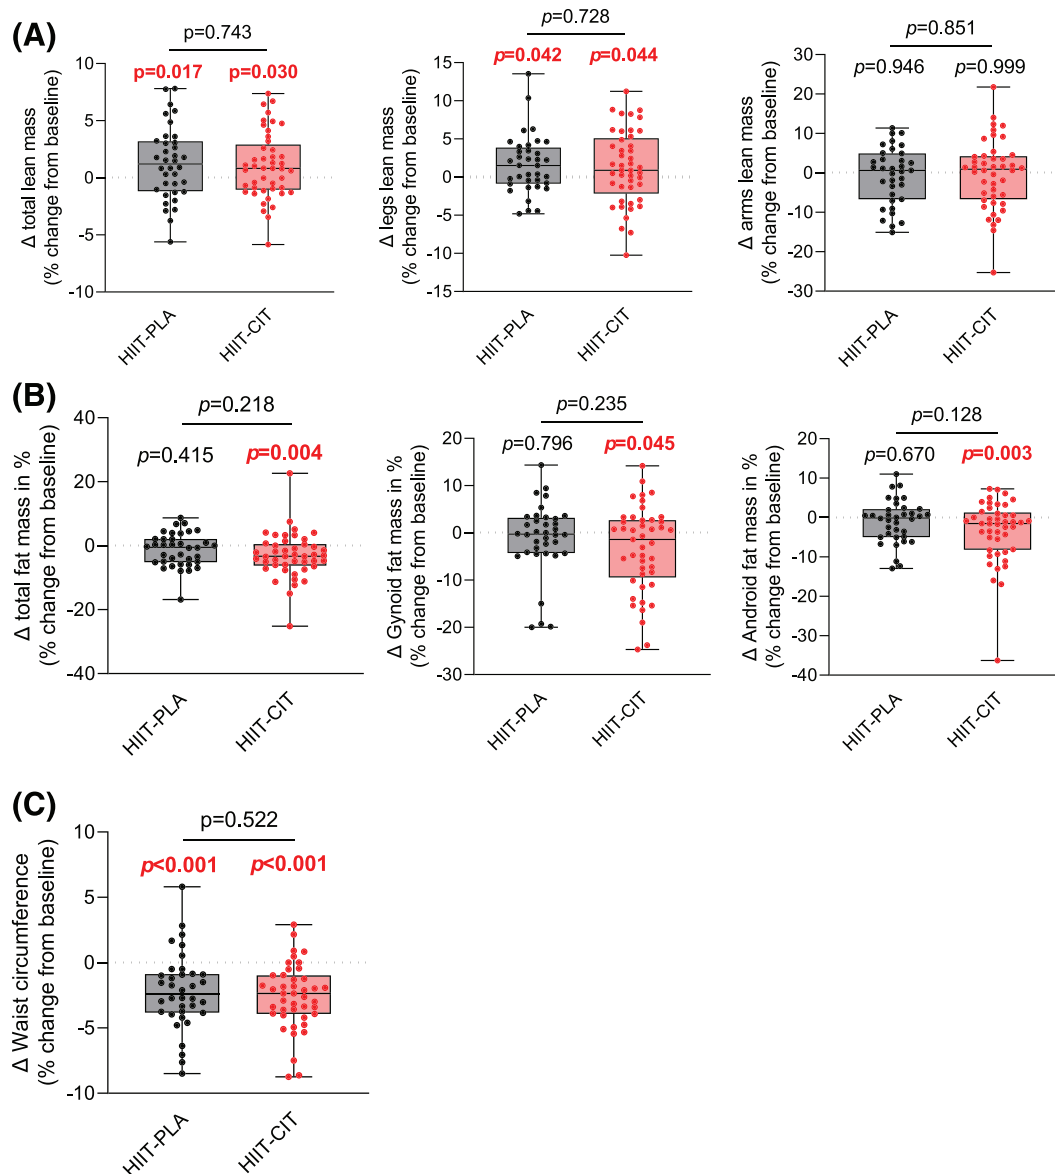 (A)
p=0.743
p=0.017 p=0.030
Δ total lean mass
(% change from baseline)
10
5
0
-5
-10
HIIT-PLA
HIIT-CIT
p=0.728
p=0.042 p=0.044
Δ legs lean mass
(% change from baseline)
15
10
5
0
-5
-10
-15
HIIT-PLA
HIIT-CIT
p=0.851
p=0.946 p=0.999
Δ arms lean mass
(% change from baseline)
30
20
10
0
-10
-20
-30
HIIT-PLA
HIIT-CIT
(B)
p=0.218
p=0.415 p=0.004
Δ total fat mass in %
(% change from baseline)
40
20
0
-20
-40
HIIT-PLA
HIIT-CIT
p=0.235
p=0.796 p=0.045
Δ Gynoid fat mass in %
(% change from baseline)
20
10
0
-10
-20
-30
HIIT-PLA
HIIT-CIT
p=0.128
p=0.670 p=0.003
Δ Android fat mass in %
(% change from baseline)
20
10
0
-10
-20
-30
-40
HIIT-PLA
HIIT-CIT
(C)
p=0.522
p<0.001 p<0.001
Δ Waist circumference
(% change from baseline)
10
5
0
-5
-10
HIIT-PLA
HIIT-CIT